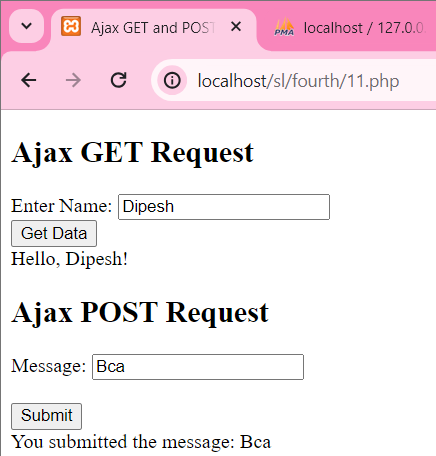 Ajax GET and POST
PMA
localhost / 127.0.0
localhost/sl/fourth/11.php
Ajax GET Request
Enter Name: Dipesh
Get Data
Hello, Dipesh!
Ajax POST Request
Message: Bca
Submit
You submitted the message: Bca